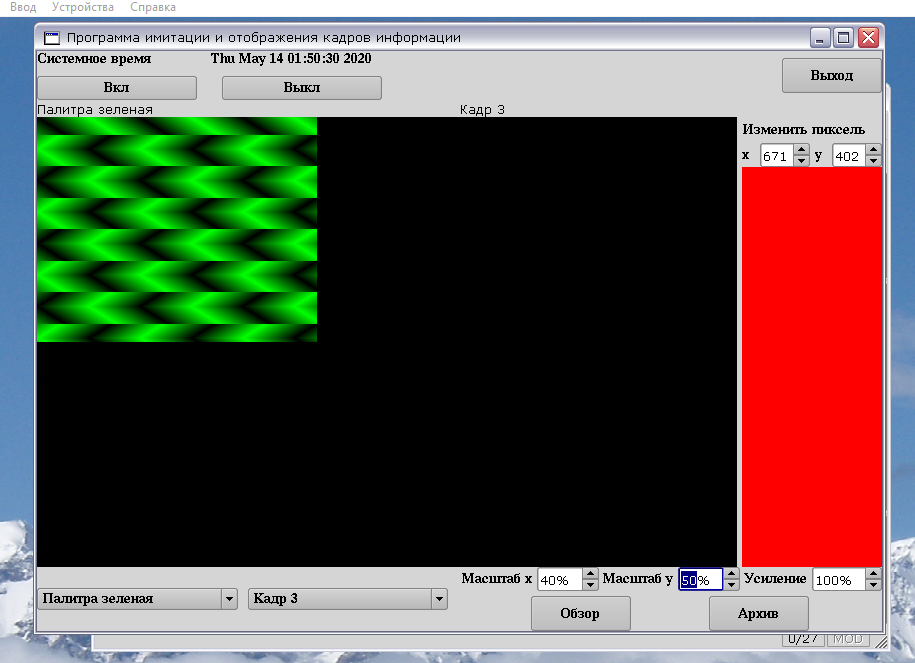 Ввод Устройства Справка
Программа имитации и отображения кадров информации
Системное время Thu May 14 01:50:30 2020
Выход
Вкл Выкл
Палитра зеленая Кадр 3
Изменить пиксель
x 671 y 402
Масштаб x 40% Масштаб y 50% Усиление 100%
Палитра зеленая Кадр 3
Обзор Архив
0/27 MOD